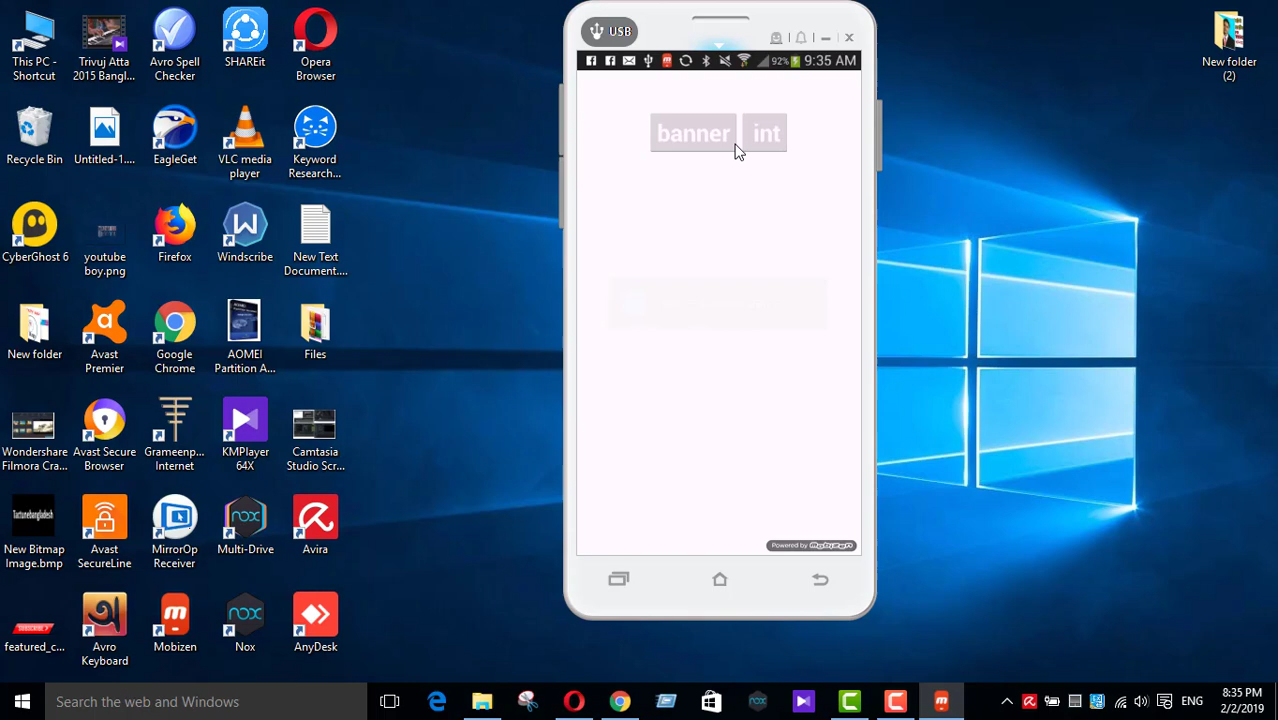 This PC -
Shortcut
Trivuj Atta
2015 Bangl...
Avro Spell
Checker
SHAREit
Opera
Browser
Recycle Bin
Untitled-1....
EagleGet
VLC media
player
Keyword
Research...
CyberGhost 6
youtube
boy.png
Firefox
Windscribe
New Text
Document....
New folder
Avast
Premier
Google
Chrome
AOMEI
Partition A...
Files
Wondershare
Filmora Cra...
Avast Secure
Browser
Grameenp...
Internet
KMPlayer
64X
Camtasia
Studio Scr...
New Bitmap
Image.bmp
Avast
SecureLine
MirrorOp
Receiver
Multi-Drive
Avira
featured_c...
Avro
Keyboard
Mobizen
Nox
AnyDesk
USB
92%
9:35 AM
banner
int
Powered by mobizen
New folder
(2)
Search the web and Windows
ENG
8:35 PM
2/2/2019